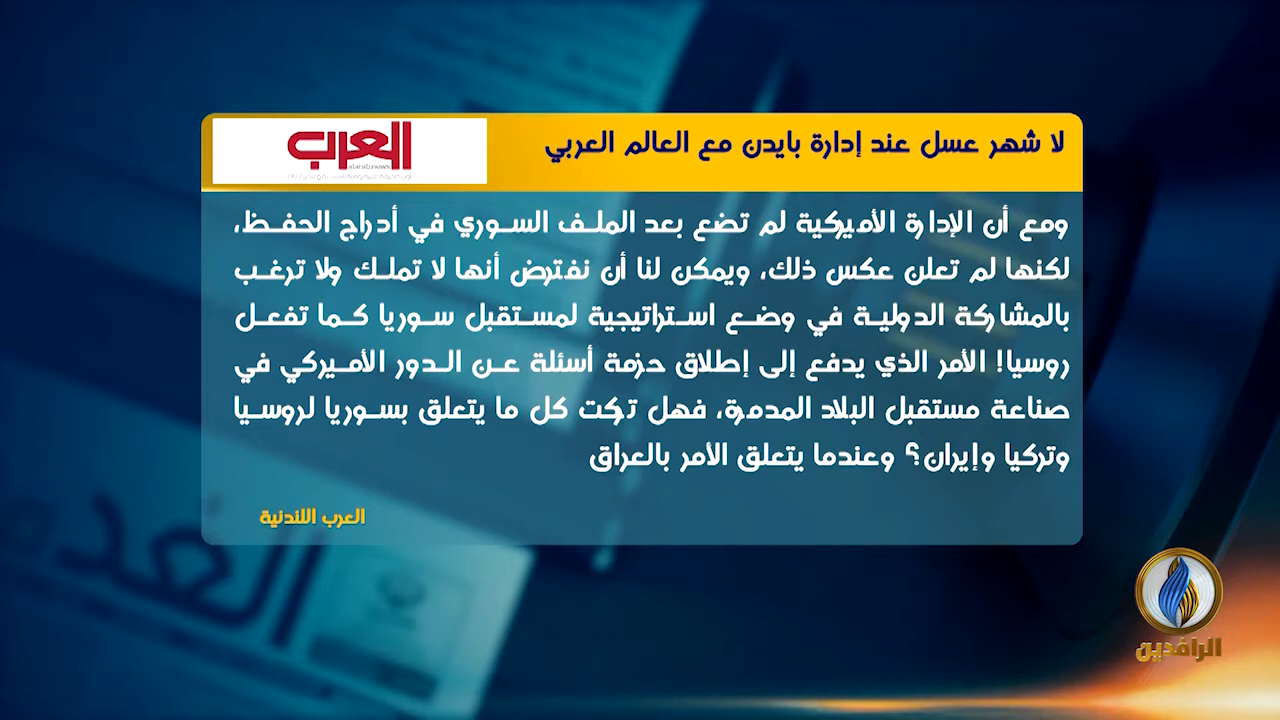 لا شهر عسل عند إدارة بايدن مع العالم العربي
العرب
alarab.news
ومع أن الإدارة الأميركية لم تضع بعد الملف السوري في أدراج الحفظ،
لكنها لم تعلن عكس ذلك، ويمكن لنا أن نفترض أنها لا تملك ولا ترغب
بالمشاركة الدولية في وضع استراتيجية لمستقبل سوريا كما تفعل
روسيا! الأمر الذي يدفع إلى إطلاق حزمة أسئلة عن الدور الأميركي في
صناعة مستقبل البلاد المدمرة، فهل تركت كل ما يتعلق بسوريا لروسيا
وتركيا وإيران؟ وعندما يتعلق الأمر بالعراق
العرب اللندنية
الرافدين